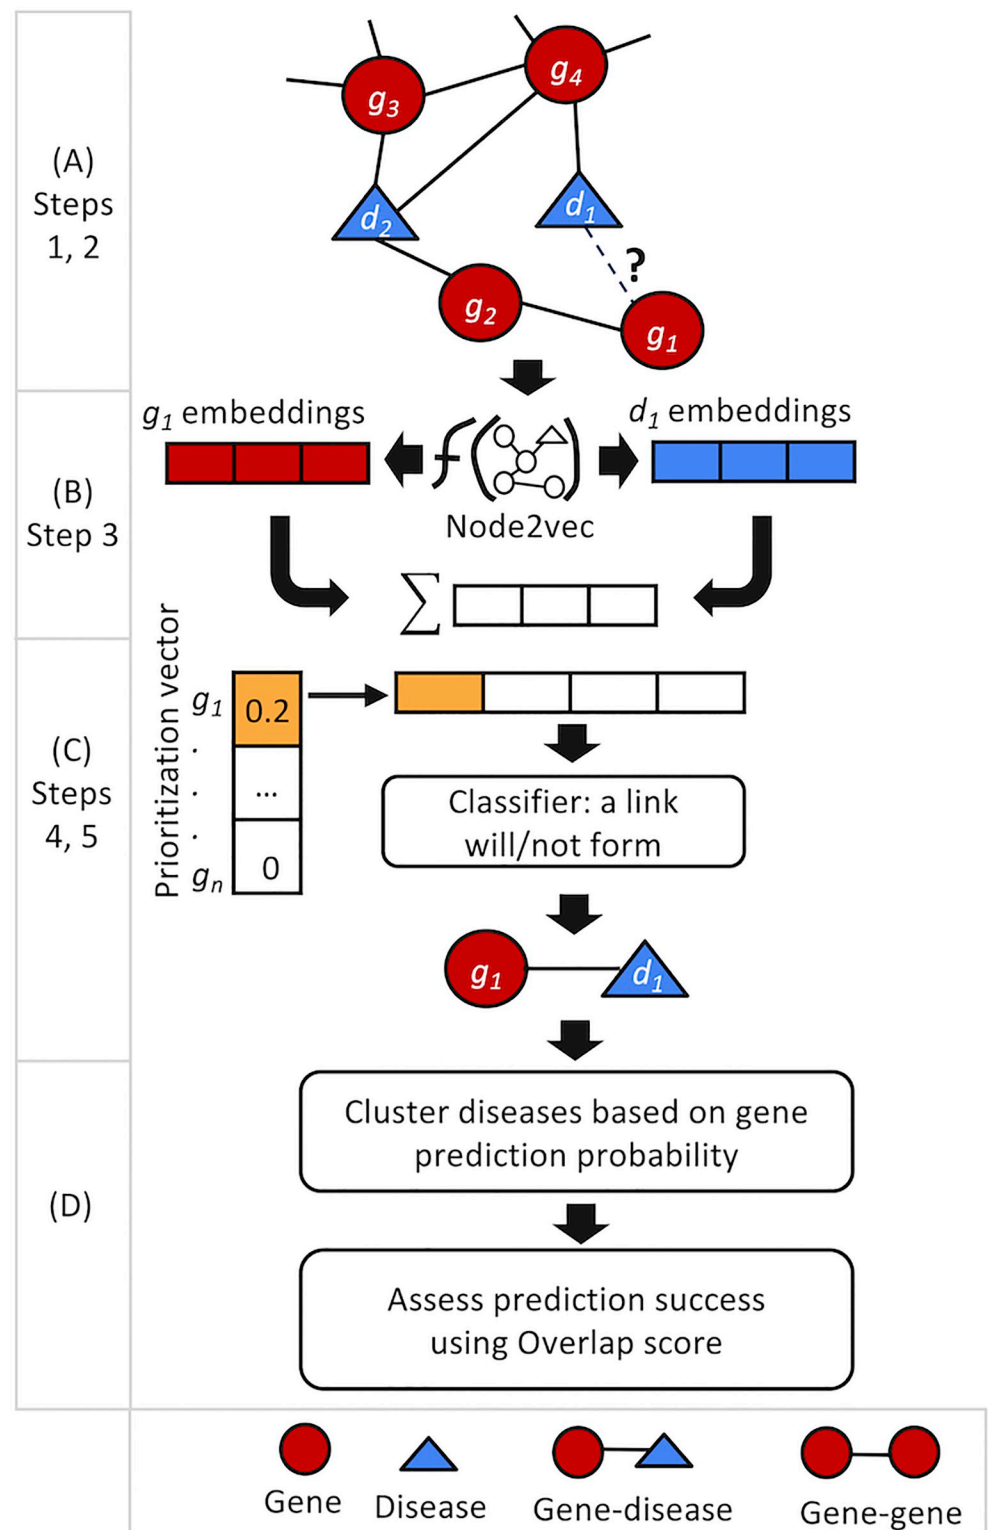 (A)
Steps
1, 2
g3
g4
d2
d1
?
g2
g1
(B)
Step 3
g1 embeddings
d1 embeddings
f
Node2vec
∑
(C)
Steps
4, 5
Prioritization vector
g1
0.2
.
...
.
.
gn
0
Classifier: a link
will/not form
g1
d1
(D)
Cluster diseases based on gene
prediction probability
Assess prediction success
using Overlap score
Gene
Disease
Gene-disease
Gene-gene